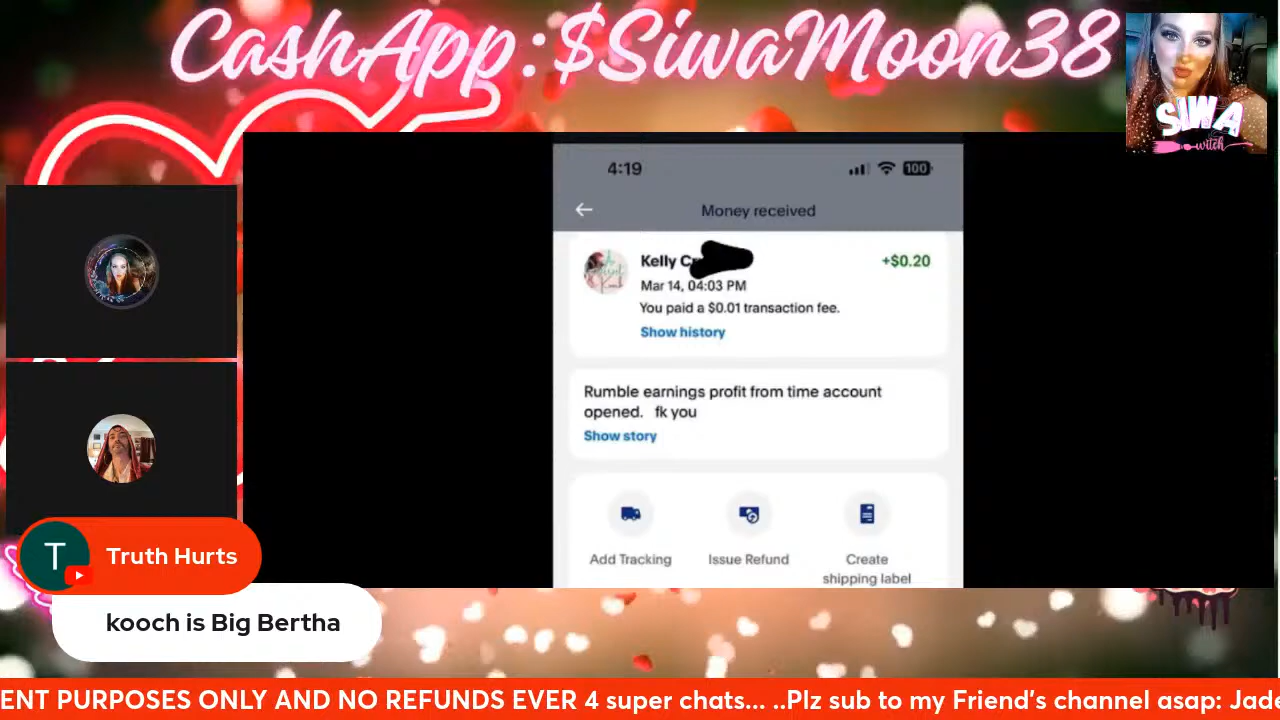 CashApp:$SiwaMoon38
SIWA
witch
4:19
100
Money received
Kelly C
+$0.20
Mar 14, 04:03 PM
You paid a $0.01 transaction fee.
Show history
Rumble earnings profit from time account
opened. fk you
Show story
Add Tracking
Issue Refund
Create
shipping label
T
Truth Hurts
kooch is Big Bertha
ENT PURPOSES ONLY AND NO REFUNDS EVER 4 super chats... ..Plz sub to my Friend's channel asap: Jade